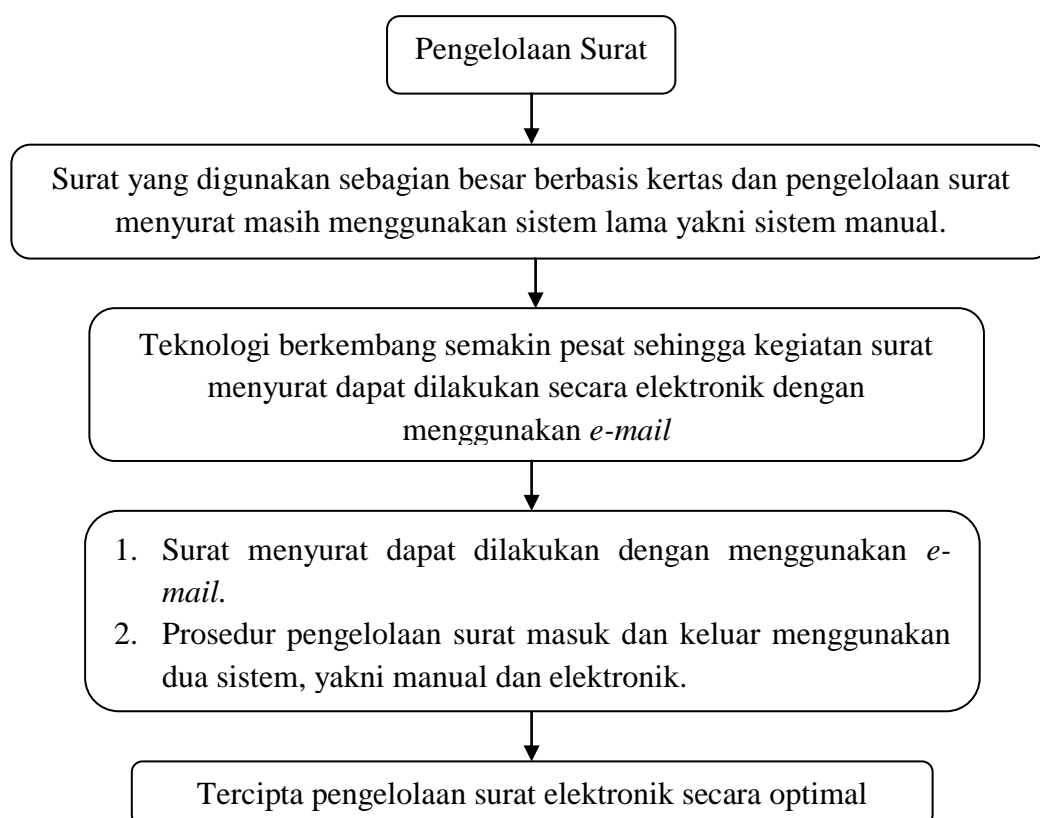 Pengelolaan Surat
Surat yang digunakan sebagian besar berbasis kertas dan pengelolaan surat
menyurat masih menggunakan sistem lama yakni sistem manual.
Teknologi berkembang semakin pesat sehingga kegiatan surat
menyurat dapat dilakukan secara elektronik dengan
menggunakan e-mail
1. Surat menyurat dapat dilakukan dengan menggunakan e-
mail.
2. Prosedur pengelolaan surat masuk dan keluar menggunakan
dua sistem, yakni manual dan elektronik.
Tercipta pengelolaan surat elektronik secara optimal